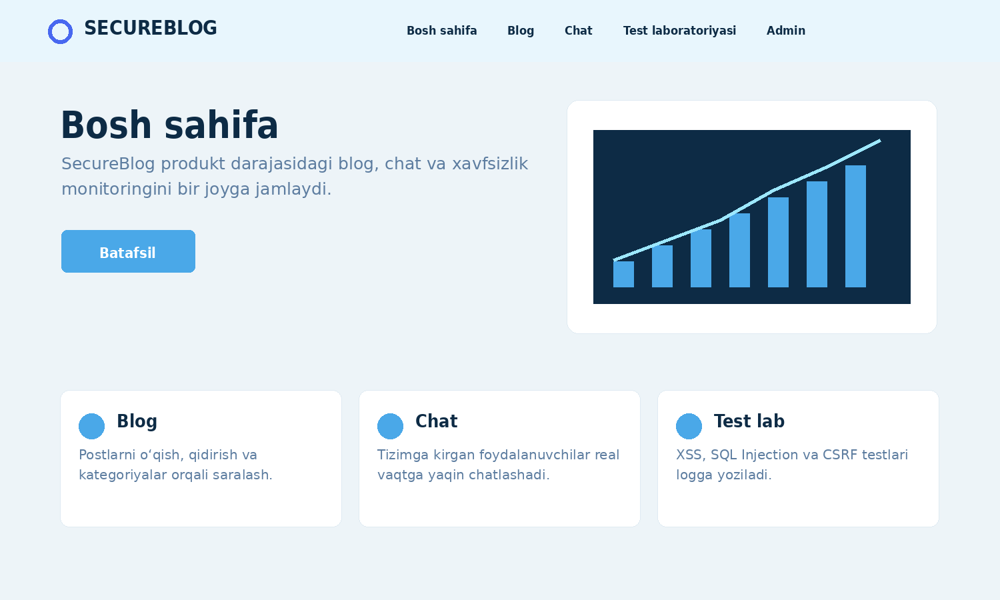 SECUREBLOG
Bosh sahifa
Blog
Chat
Test laboratoriyasi
Admin
Bosh sahifa
SecureBlog produkt darajasidagi blog, chat va xavfsizlik
monitoringini bir joyga jamlaydi.
Batafsil
Blog
Postlarni o‘qish, qidirish va
kategoriyalar orqali saralash.
Chat
Tizimga kirgan foydalanuvchilar real
vaqtga yaqin chatlashadi.
Test lab
XSS, SQL Injection va CSRF testlari
logga yoziladi.